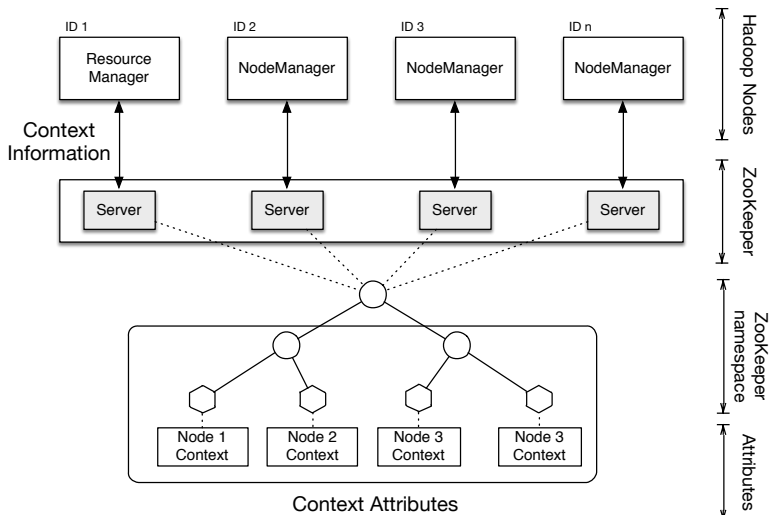 ID 1
ID 2
ID 3
ID n
Resource
Manager
NodeManager
NodeManager
NodeManager
Hadoop Nodes
Context
Information
Server
Server
Server
Server
ZooKeeper
ZooKeeper
namespace
Node 1
Context
Node 2
Context
Node 3
Context
Node 3
Context
Attributes
Context Attributes